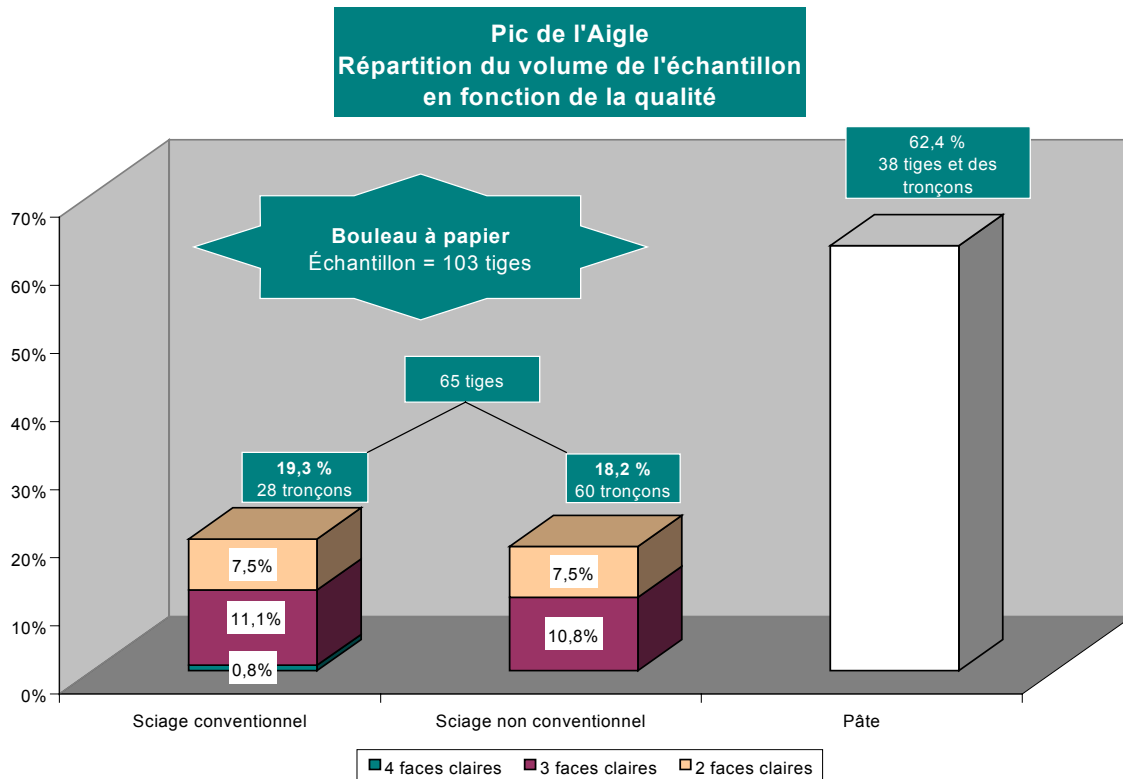 Pic de l'Aigle
Répartition du volume de l'échantillon
en fonction de la qualité
62,4 %
38 tiges et des
tronçons
Bouleau à papier
Échantillon = 103 tiges
65 tiges
19,3 %
28 tronçons
18,2 %
60 tronçons
70%
60%
50%
40%
30%
20%
10%
0%
7,5%
11,1%
0,8%
7,5%
10,8%
Sciage conventionnel
Sciage non conventionnel
Pâte
4 faces claires
3 faces claires
2 faces claires